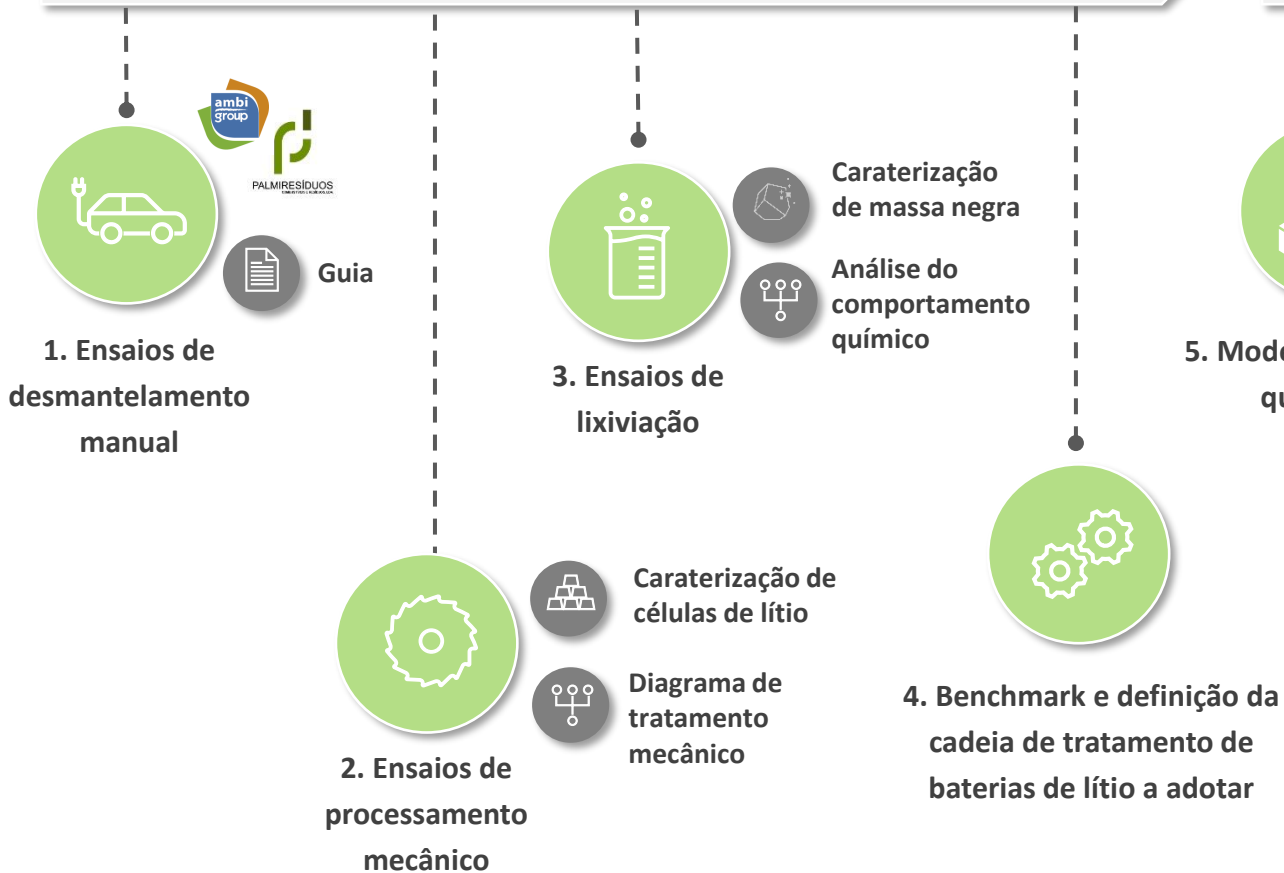 ambi
group
PALMIRESÍDUOS
Guia
1. Ensaios de
desmantelamento
manual
Caraterização
de massa negra
Análise do
comportamento
químico
3. Ensaios de
lixiviação
5. Mod
Caraterização de
células de lítio
Diagrama de
tratamento
mecânico
2. Ensaios de
processamento
mecânico
4. Benchmark e definição da
cadeia de tratamento de
baterias de lítio a adotar